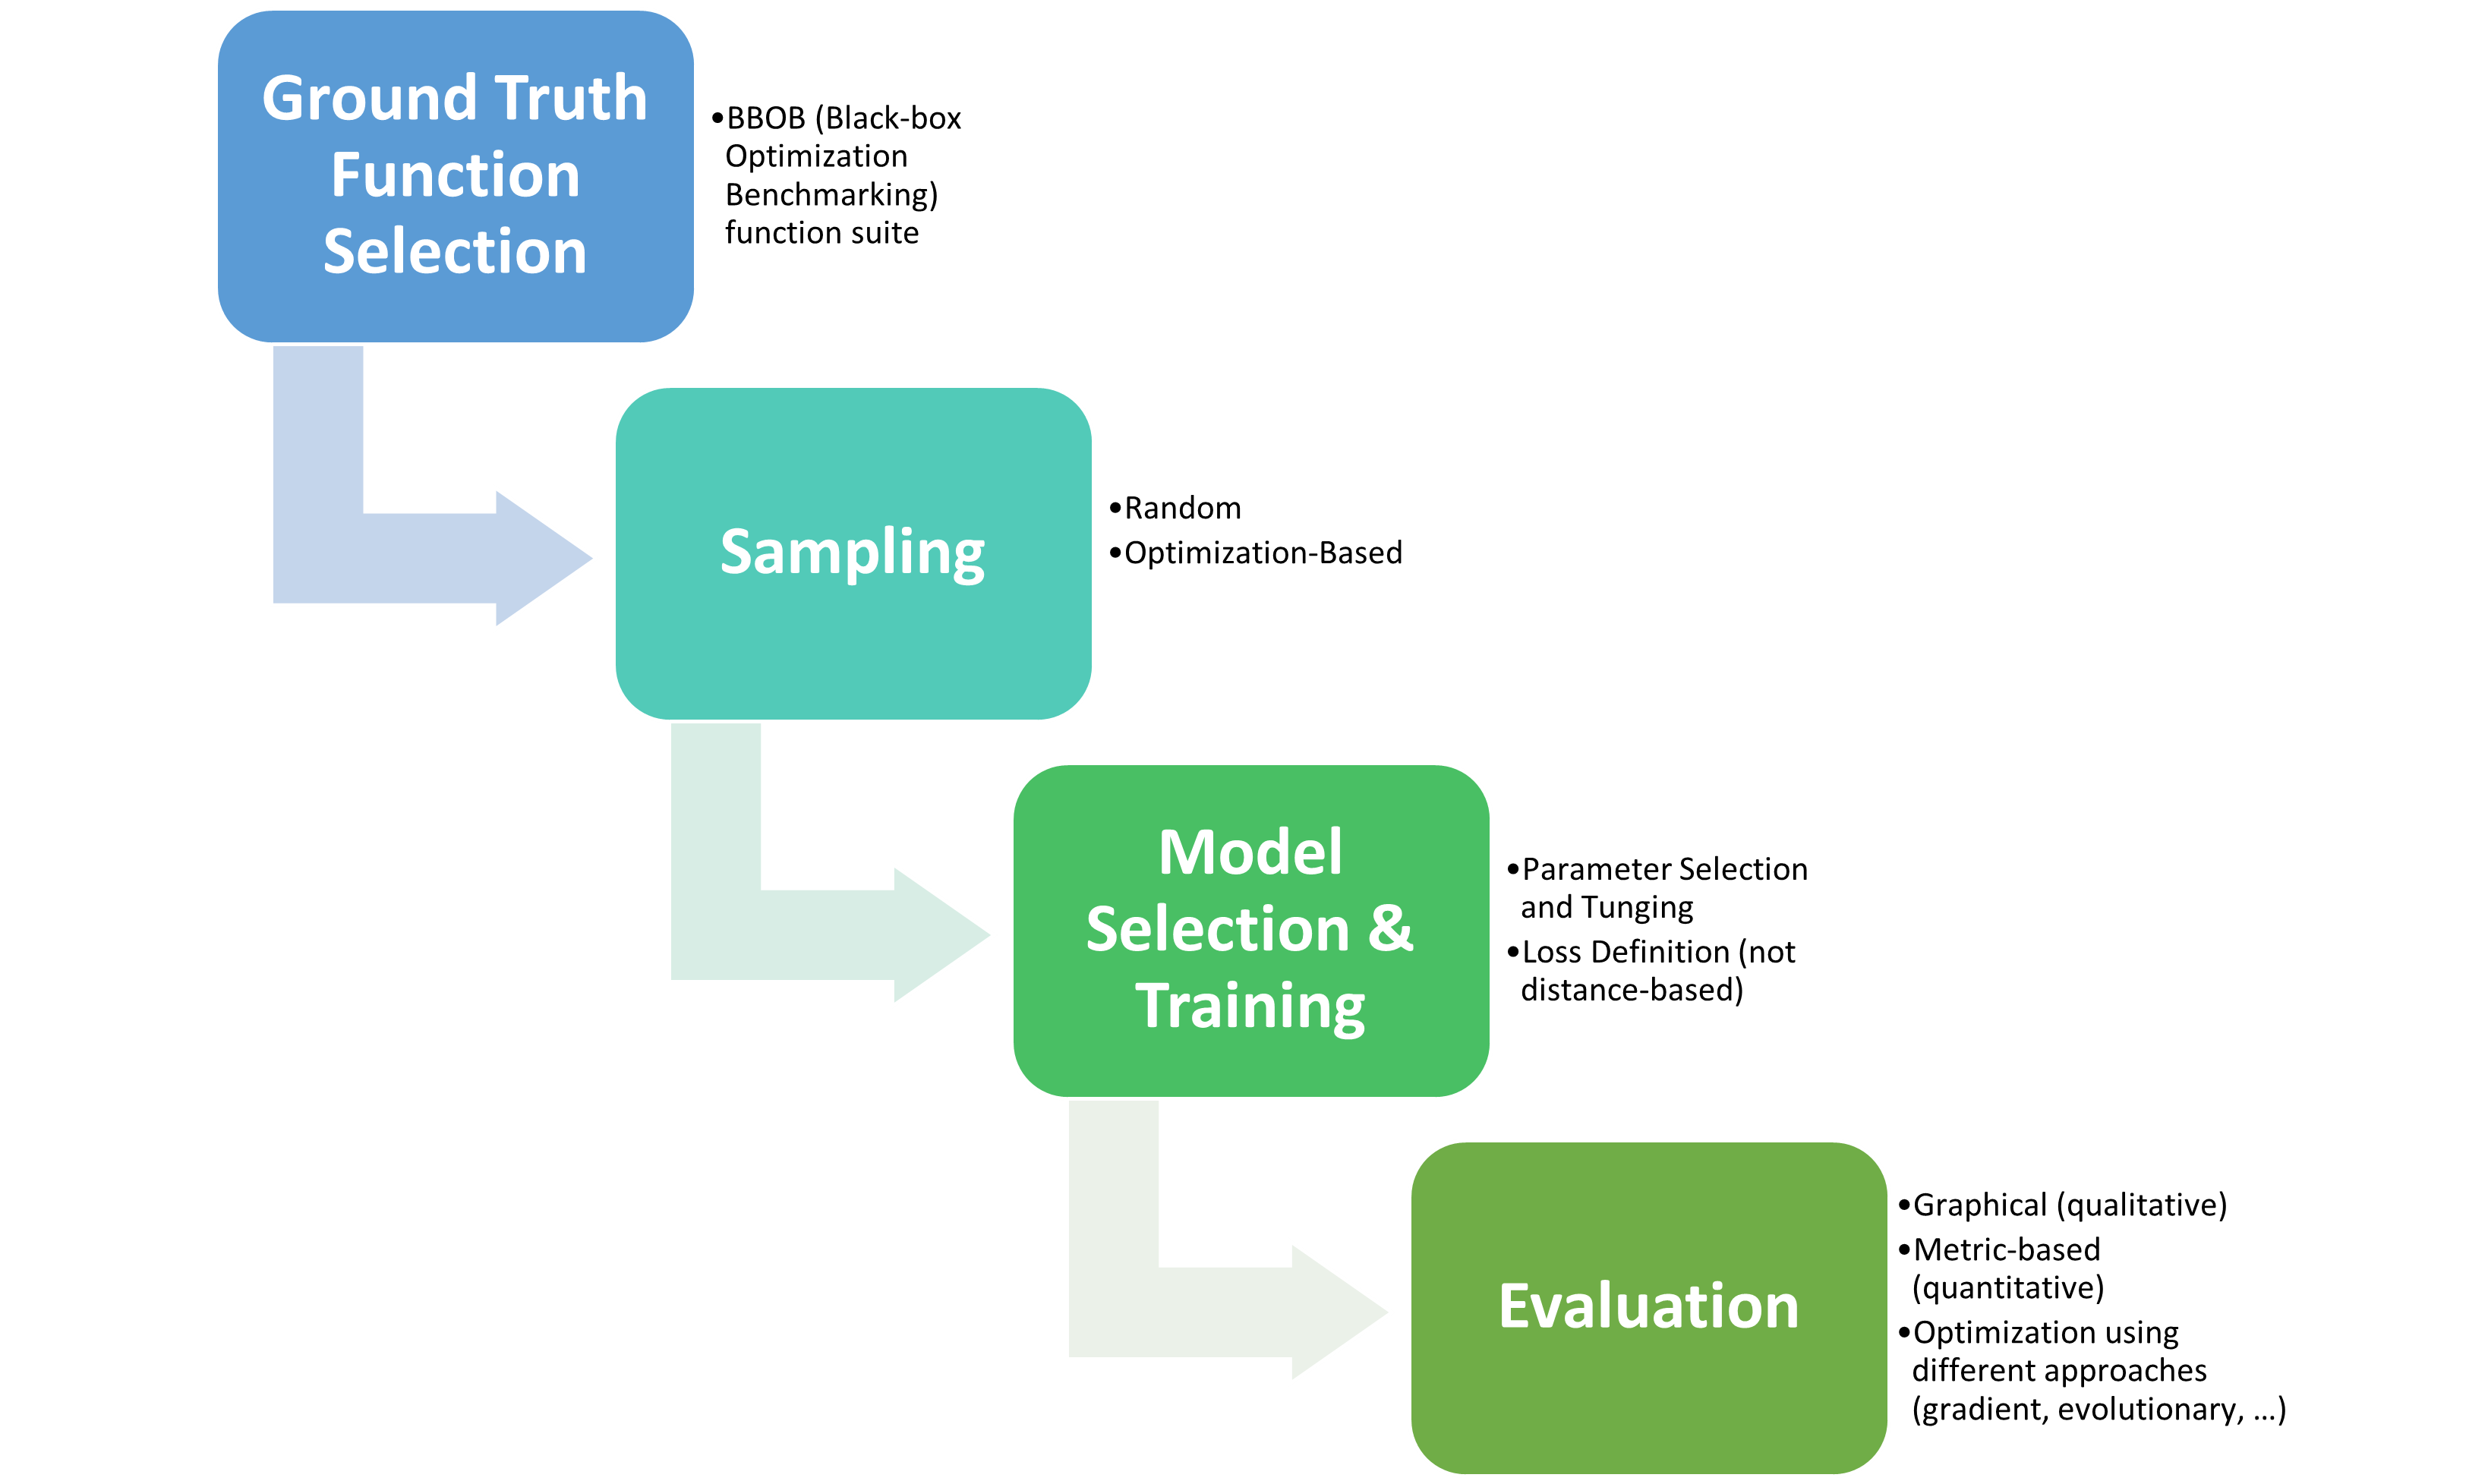 Ground Truth
Function
Selection
•BBOB (Black-box
Optimization
Benchmarking)
function suite
Sampling
•Random
•Optimization-Based
Model
Selection &
Training
•Parameter Selection
and Tunging
•Loss Definition (not
distance-based)
Evaluation
•Graphical (qualitative)
•Metric-based
(quantitative)
•Optimization using
different approaches
(gradient, evolutionary, ...)